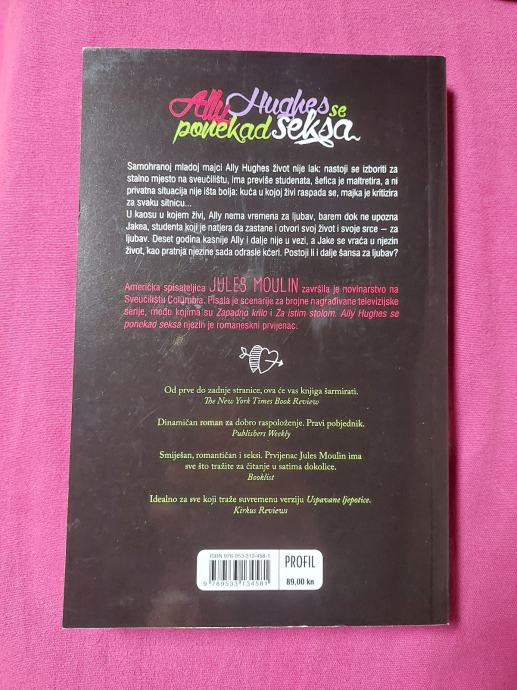 Ally Hughes se
ponekad seksa
Samohranoj mladoj majci Ally Hughes život nije lak: nastoji se izboriti za
stalno mjesto na sveučilištu, ima previše studenata, šefica je maltretira, a ni
privatna situacija nije išta bolja: kuća u kojoj živi raspada se, majka je kritizira
za svaku sitnicu...
U kaosu u kojem živi, Ally nema vremena za ljubav, barem dok ne upozna
Jakea, studenta koji je natjera da zastane i otvori svoj život i svoje srce – za
ljubav. Deset godina kasnije Ally i dalje nije u vezi, a Jake se vraća u njezin
život, kao pratnja njezine sada odrasle kćeri. Postoji li i dalje šansa za ljubav?
Američka spisateljica JULES MOULIN završila je novinarstvo na
Sveučilištu Columbia. Pisala je scenarije za brojne nagrađivane televizijske
serije, među kojima su Zapadno krilo i Za istim stolom. Ally Hughes se
ponekad seksa njezin je romaneskni prvijenac.
Od prve do zadnje stranice, ova će vas knjiga šarmirati.
The New York Times Book Review
Dinamičan roman za dobro raspoloženje. Pravi pobjednik.
Publishers Weekly
Smiješan, romantičan i seksi. Prvijenac Jules Moulin ima
sve što tražite za čitanje u satima dokolice.
Booklist
Idealno za sve koji traže suvremenu verziju Uspavane ljepotice.
Kirkus Reviews
ISBN 978-953-313-458-1
9 789533 134581
PROFIL
89,00 kn